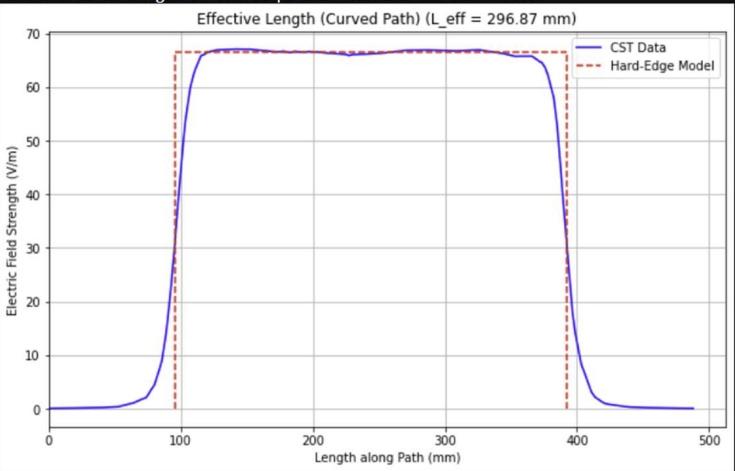 Effective Length (Curved Path) (L_eff = 296.87 mm)
70
60
50
40
30
20
10
0
Electric Field Strength (V/m)
CST Data
Hard-Edge Model
0 100 200 300 400 500
Length along Path (mm)